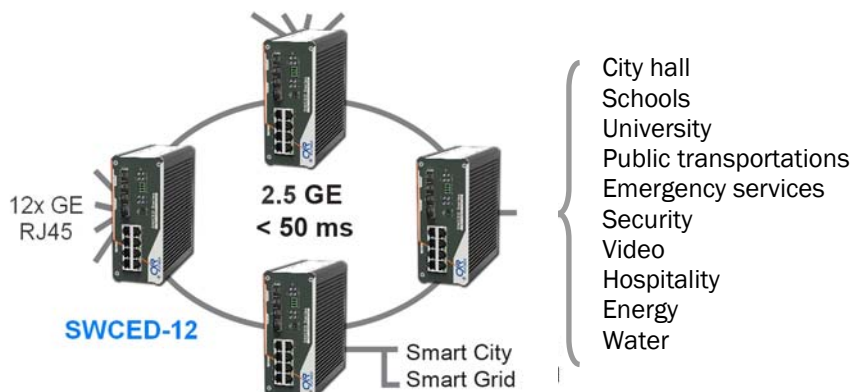 12x GE
RJ45
2.5 GE
< 50 ms
SWCED-12
Smart City
Smart Grid
City hall
Schools
University
Public transportations
Emergency services
Security
Video
Hospitality
Energy
Water